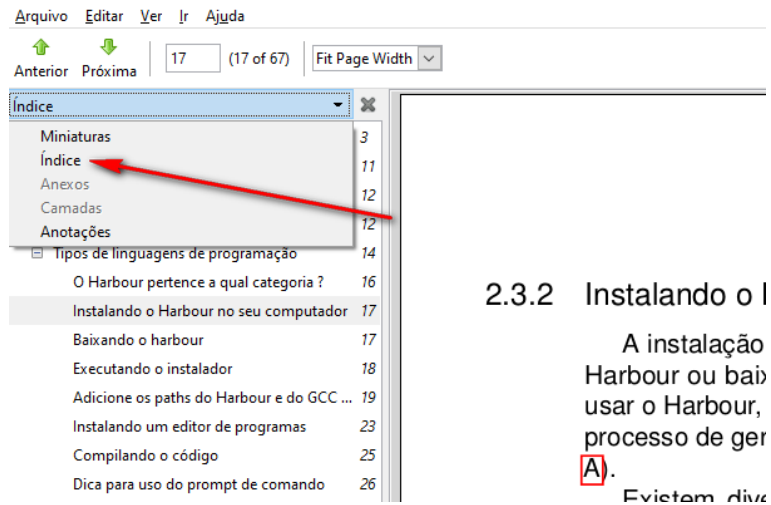 Arquivo Editar Ver Ir Ajuda
Anterior Próxima 17 (17 of 67) Fit Page Width
Índice
Miniaturas 3
Índice 11
Anexos 12
Camadas 12
Anotações
Tipos de linguagens de programação 14
O Harbour pertence a qual categoria ? 16
Instalando o Harbour no seu computador 17
Baixando o harbour 17
Executando o instalador 18
Adicione os paths do Harbour e do GCC ... 19
Instalando um editor de programas 23
Compilando o código 25
Dica para uso do prompt de comando 26
2.3.2 Instalando o
A instalação
Harbour ou baix
usar o Harbour,
processo de ger
A).
Existem